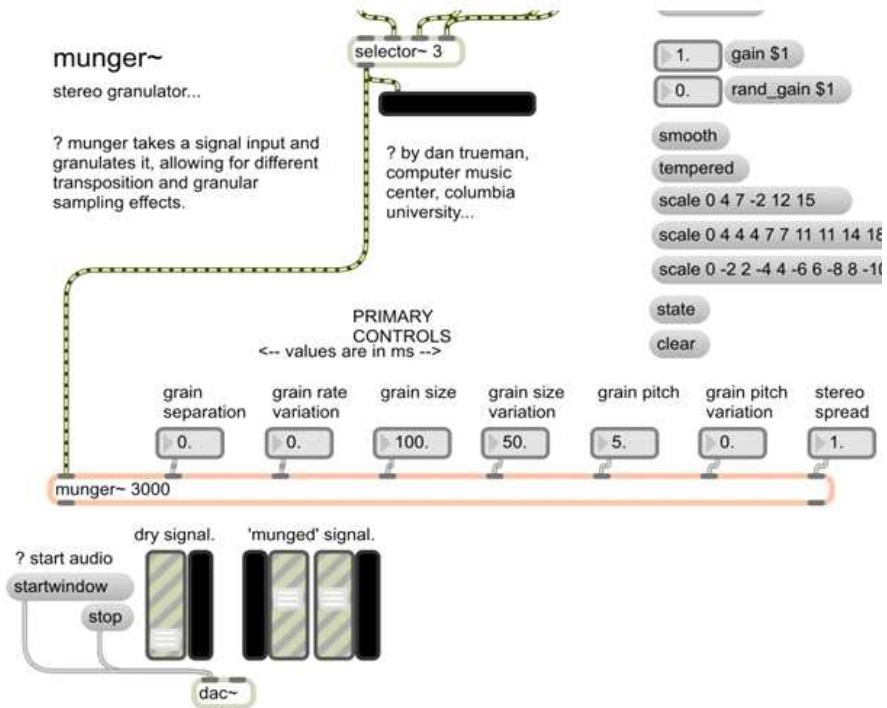 selector~ 3
munger~
stereo granulator...
? munger takes a signal input and
granulates it, allowing for different
transposition and granular
sampling effects.
? by dan trueman,
computer music
center, columbia
university...
1.
gain $1
0.
rand_gain $1
smooth
tempered
scale 0 4 7 -2 12 15
scale 0 4 4 4 7 7 11 11 14 18
scale 0 -2 2 -4 4 -6 6 -8 8 -10
state
clear
PRIMARY
CONTROLS
<-- values are in ms -->
grain
separation
grain rate
variation
grain size
grain size
variation
grain pitch
grain pitch
variation
stereo
spread
0.
0.
100.
50.
5.
0.
1.
munger~ 3000
dry signal.
'munged' signal.
? start audio
startwindow
stop
dac~